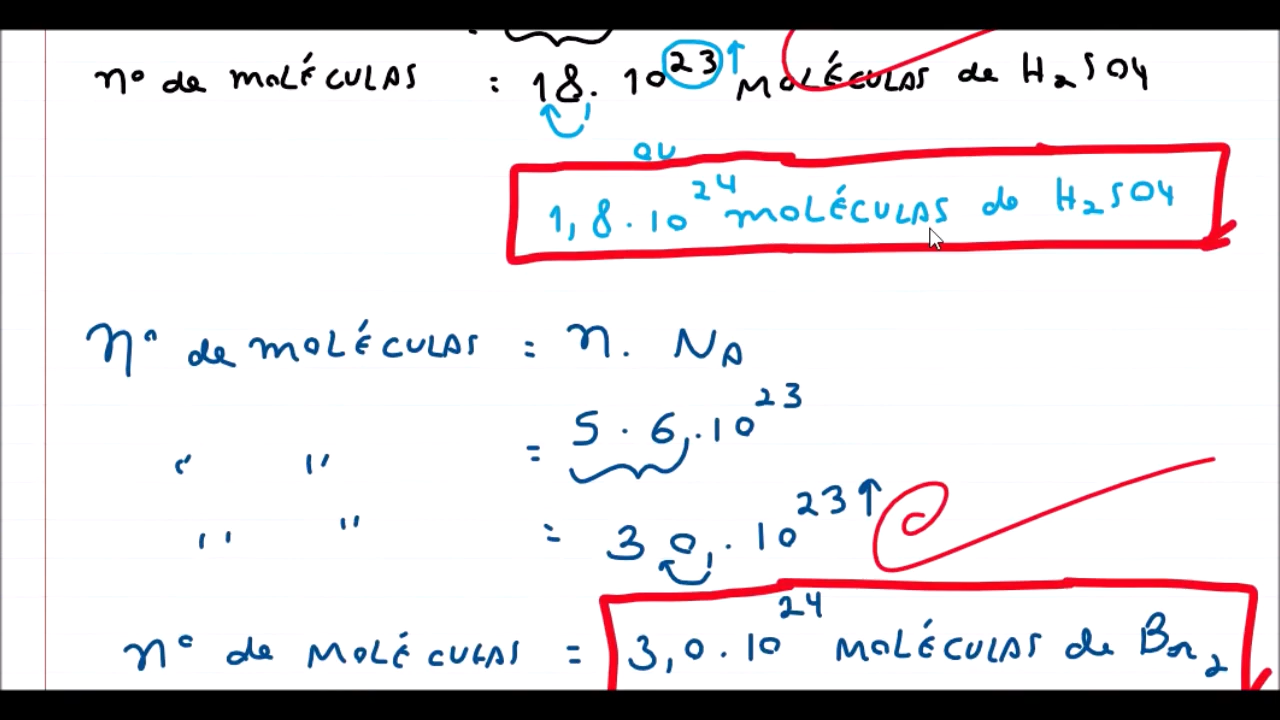 nº de moléculas : 18. 10²³ moléculas de H₂SO₄
ou
1,8 . 10²⁴ moléculas de H₂SO₄
nº de moléculas = n. NA
" " = 5 . 6, . 10²³
" " = 30, . 10²³
nº de moléculas = 3,0 . 10²⁴ moléculas de Br₂